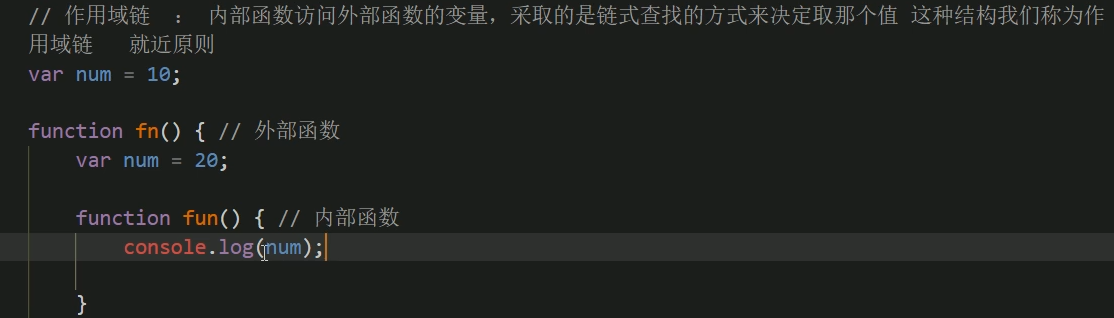 // 作用域链 ： 内部函数访问外部函数的变量，采取的是链式查找的方式来决定取那个值 这种结构我们称为作
用域链 就近原则
var num = 10;
function fn() { // 外部函数
var num = 20;
function fun() { // 内部函数
console.log(num);
}